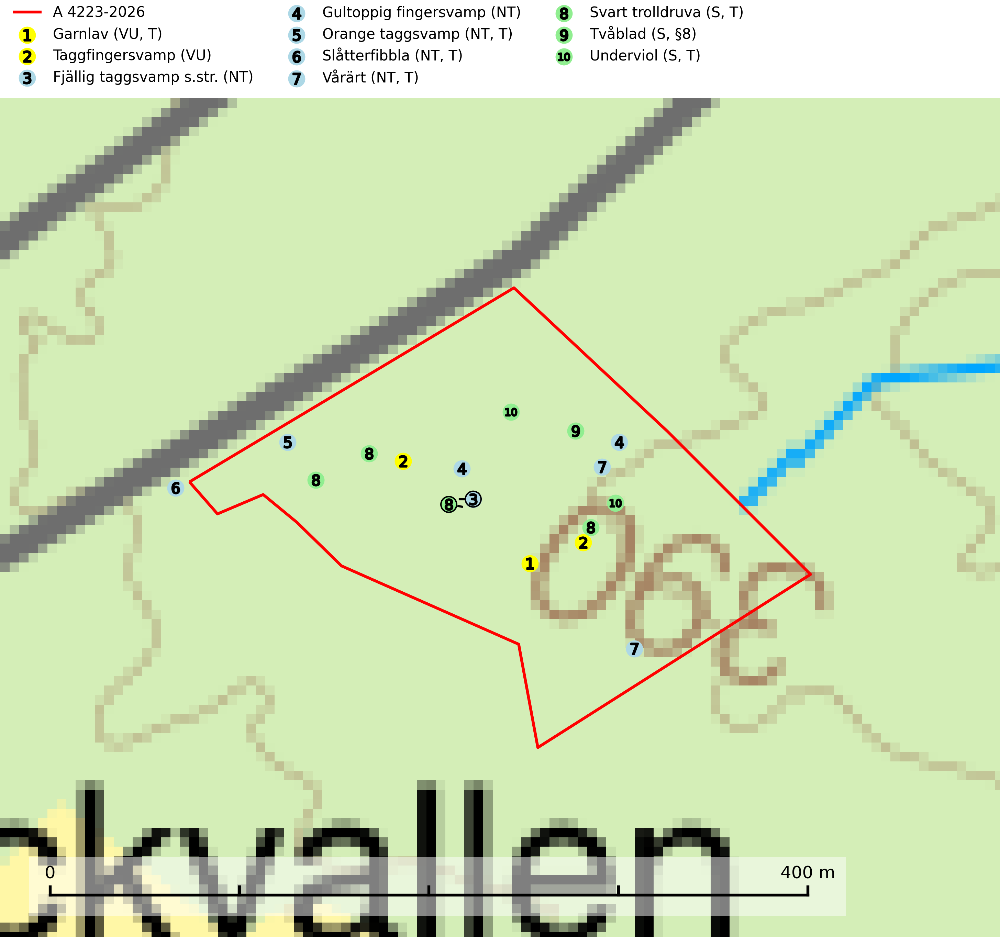 A 4223-2026
1 Garnlav (VU, T)
2 Taggfingersvamp (VU)
3 Fjällig taggsvamp s.str. (NT)
4 Gultoppig fingersvamp (NT)
5 Orange taggsvamp (NT, T)
6 Slåtterfibbla (NT, T)
7 Vårärt (NT, T)
8 Svart trolldruva (S, T)
9 Tvåblad (S, §8)
10 Underviol (S, T)
10
9
5
4
8
2
7
4
8
6
3
8
10
8
2
1
7
kvallen
0
400 m